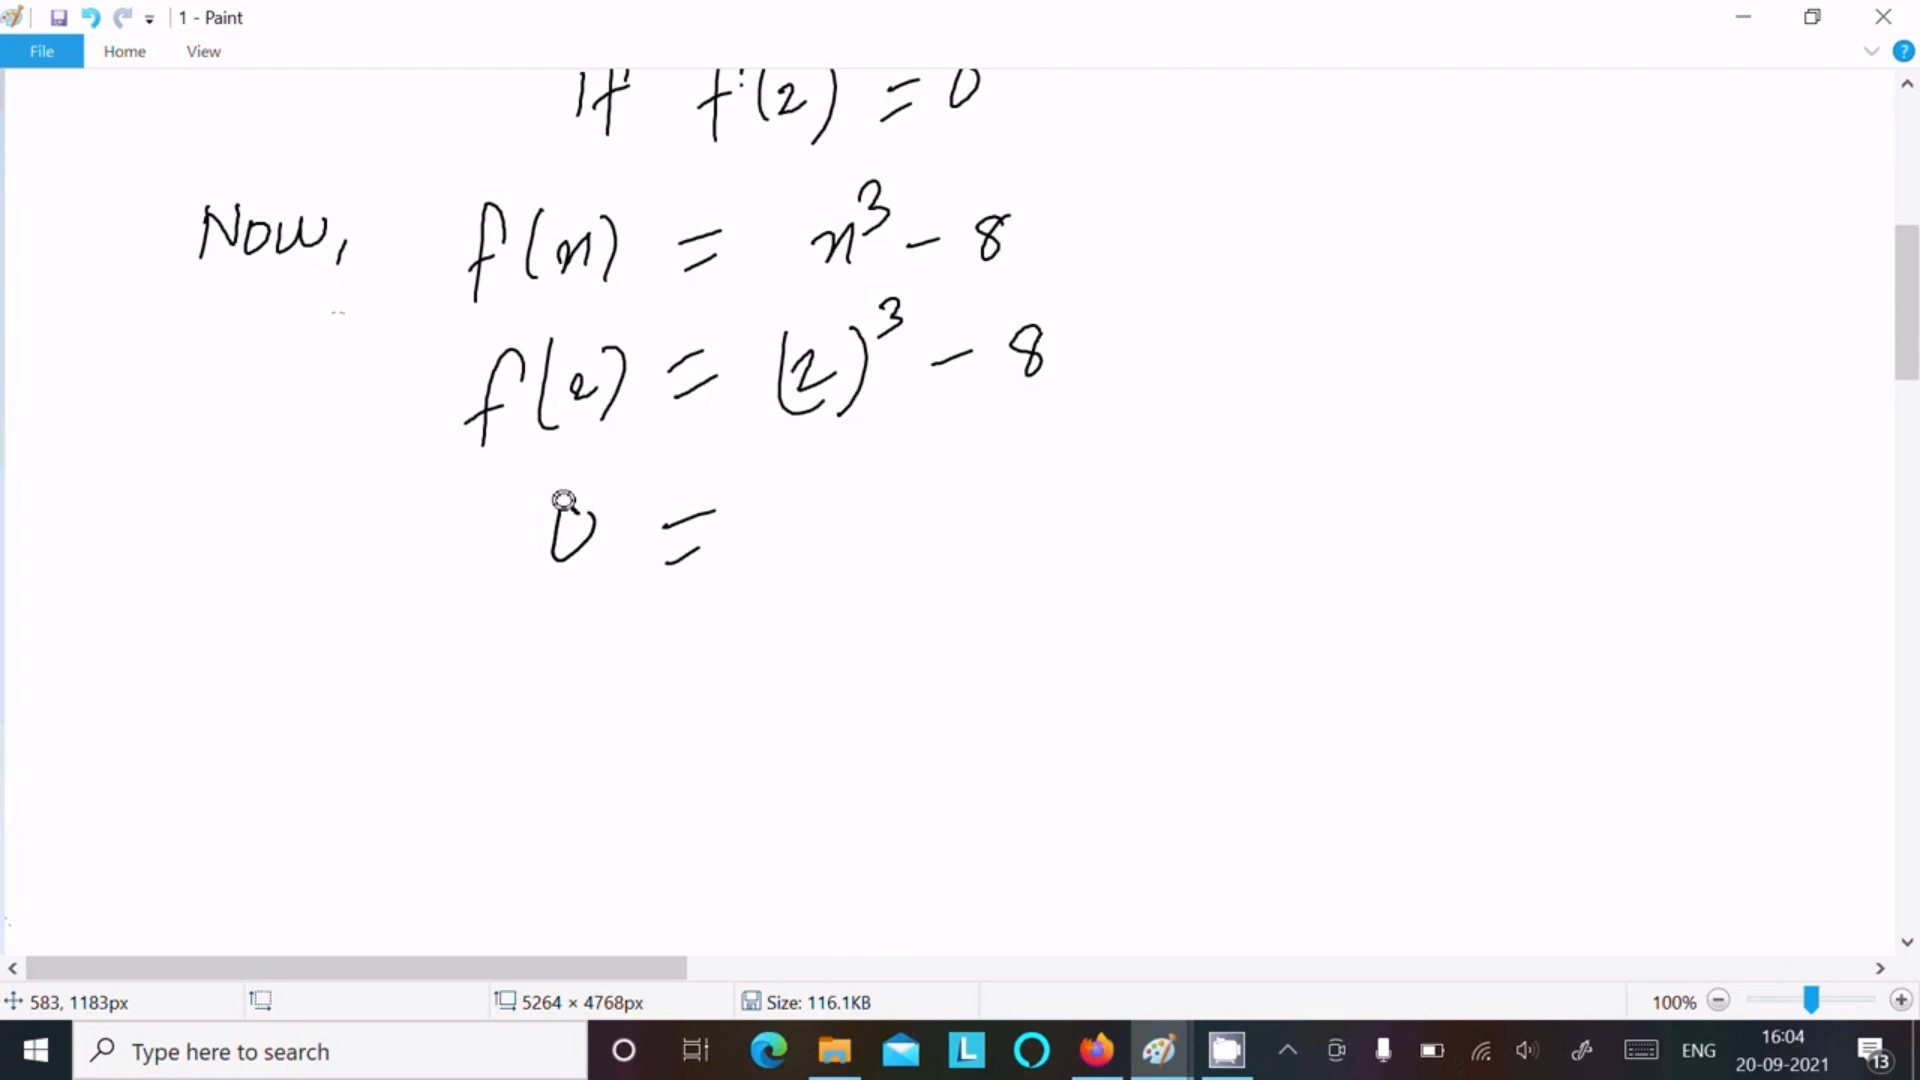 1 - Paint
File Home View
If f(2) = 0
Now, f(x) = x³ - 8
f(2) = (2)³ - 8
0 =
583, 1183px 5264 × 4768px Size: 116.1KB 100%
Type here to search L ENG 16:04
20-09-2021 13